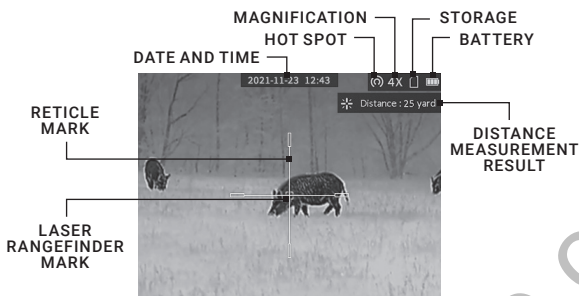 MAGNIFICATION
STORAGE
HOT SPOT
BATTERY
DATE AND TIME
2021-11-23 12:43
4X
Distance : 25 yard
RETICLE
MARK
DISTANCE
MEASUREMENT
RESULT
LASER
RANGEFINDER
MARK